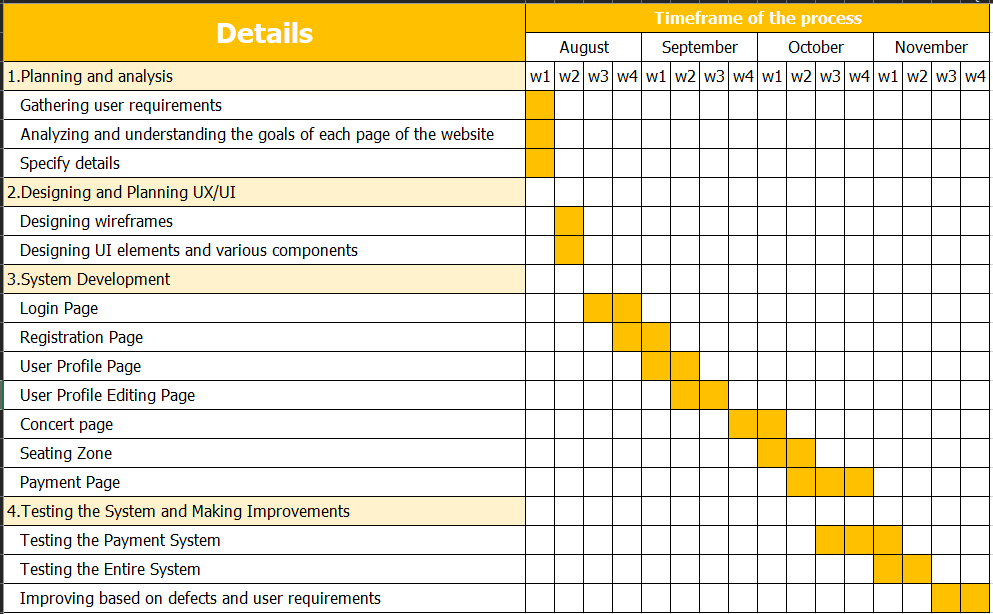 Details
Timeframe of the process
August September October November
1.Planning and analysis w1 w2 w3 w4 w1 w2 w3 w4 w1 w2 w3 w4 w1 w2 w3 w4
Gathering user requirements
Analyzing and understanding the goals of each page of the website
Specify details
2.Designing and Planning UX/UI
Designing wireframes
Designing UI elements and various components
3.System Development
Login Page
Registration Page
User Profile Page
User Profile Editing Page
Concert page
Seating Zone
Payment Page
4.Testing the System and Making Improvements
Testing the Payment System
Testing the Entire System
Improving based on defects and user requirements